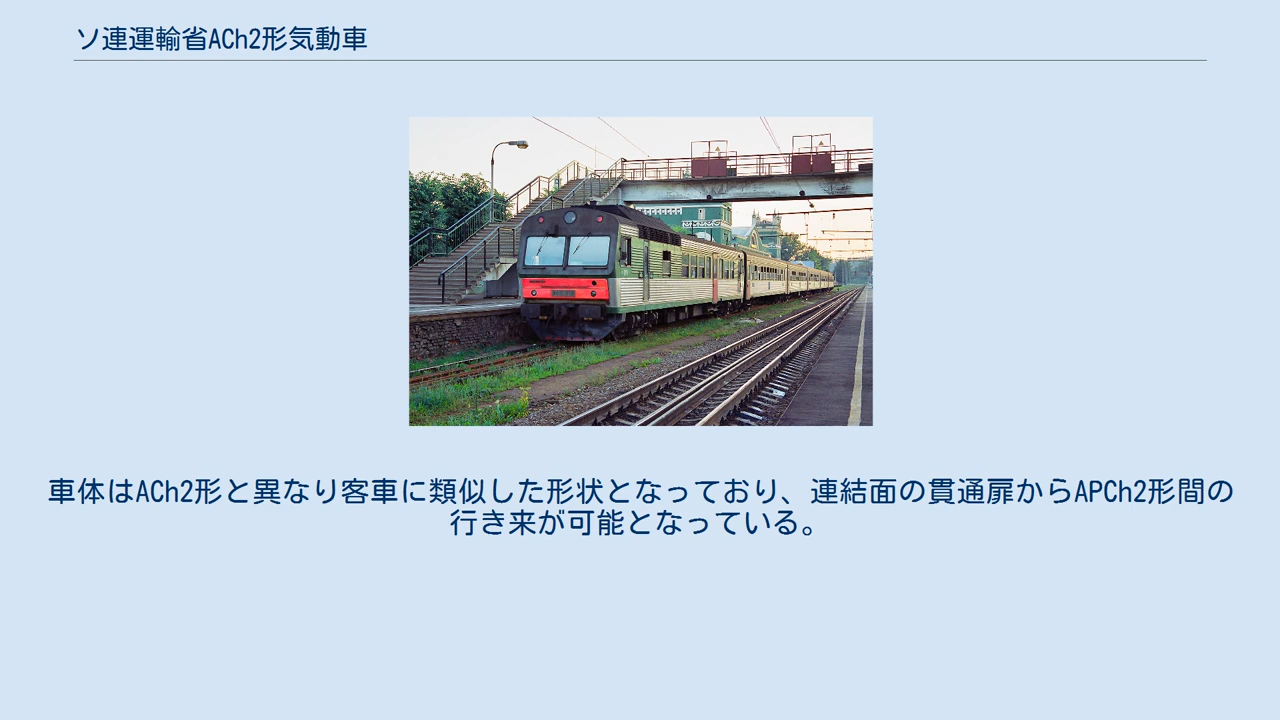 ソ連運輸省ACh2形気動車
車体はACh2形と異なり客車に類似した形状となっており、連結面の貫通扉からAPCh2形間の
行き来が可能となっている。